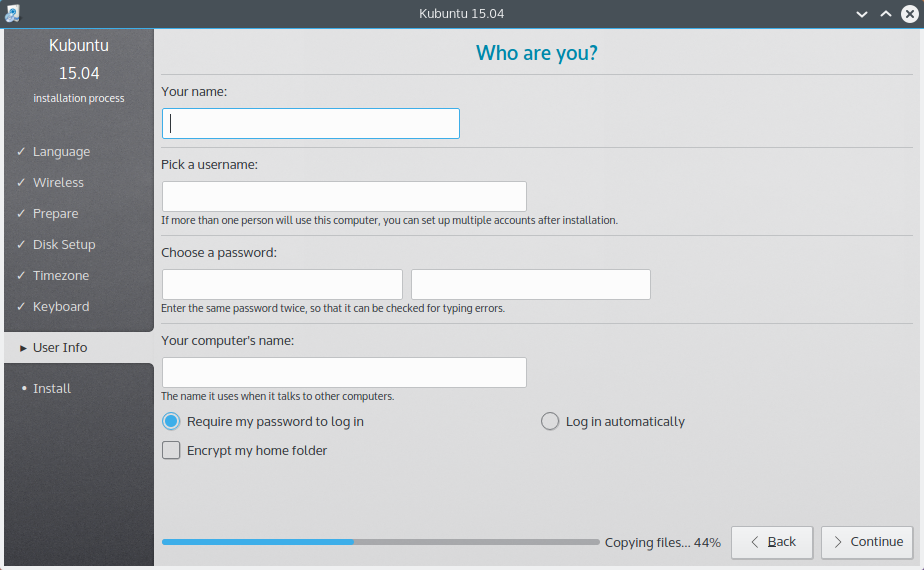 Kubuntu 15.04
Kubuntu
15.04
installation process
✓ Language
✓ Wireless
✓ Prepare
✓ Disk Setup
✓ Timezone
✓ Keyboard
▸ User Info
• Install
Who are you?
Your name:
Pick a username:
If more than one person will use this computer, you can set up multiple accounts after installation.
Choose a password:
Enter the same password twice, so that it can be checked for typing errors.
Your computer's name:
The name it uses when it talks to other computers.
Require my password to log in
Log in automatically
Encrypt my home folder
Copying files... 44%
Back
Continue